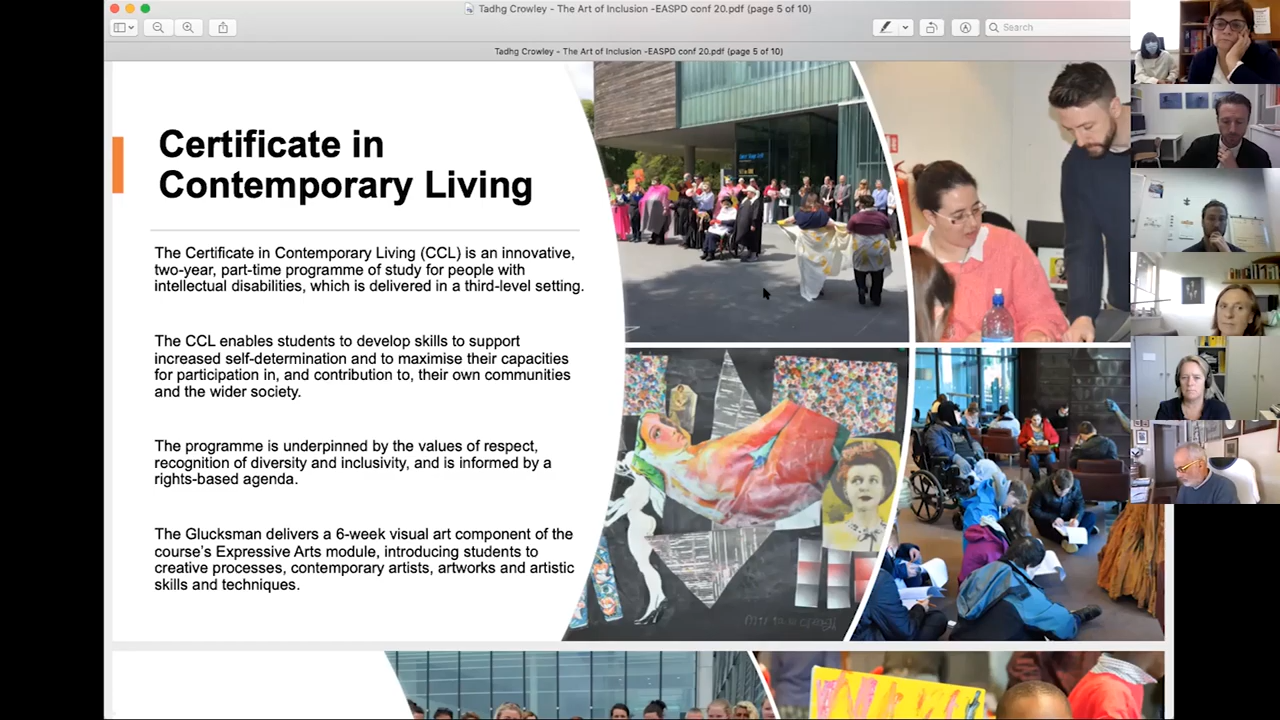 Tadhg Crowley - The Art of Inclusion -EASPD conf 20.pdf (page 5 of 10)
Search
Tadhg Crowley - The Art of Inclusion -EASPD conf 20.pdf (page 5 of 10)
Certificate in
Contemporary Living
The Certificate in Contemporary Living (CCL) is an innovative,
two-year, part-time programme of study for people with
intellectual disabilities, which is delivered in a third-level setting.
The CCL enables students to develop skills to support
increased self-determination and to maximise their capacities
for participation in, and contribution to, their own communities
and the wider society.
The programme is underpinned by the values of respect,
recognition of diversity and inclusivity, and is informed by a
rights-based agenda.
The Glucksman delivers a 6-week visual art component of the
course's Expressive Arts module, introducing students to
creative processes, contemporary artists, artworks and artistic
skills and techniques.